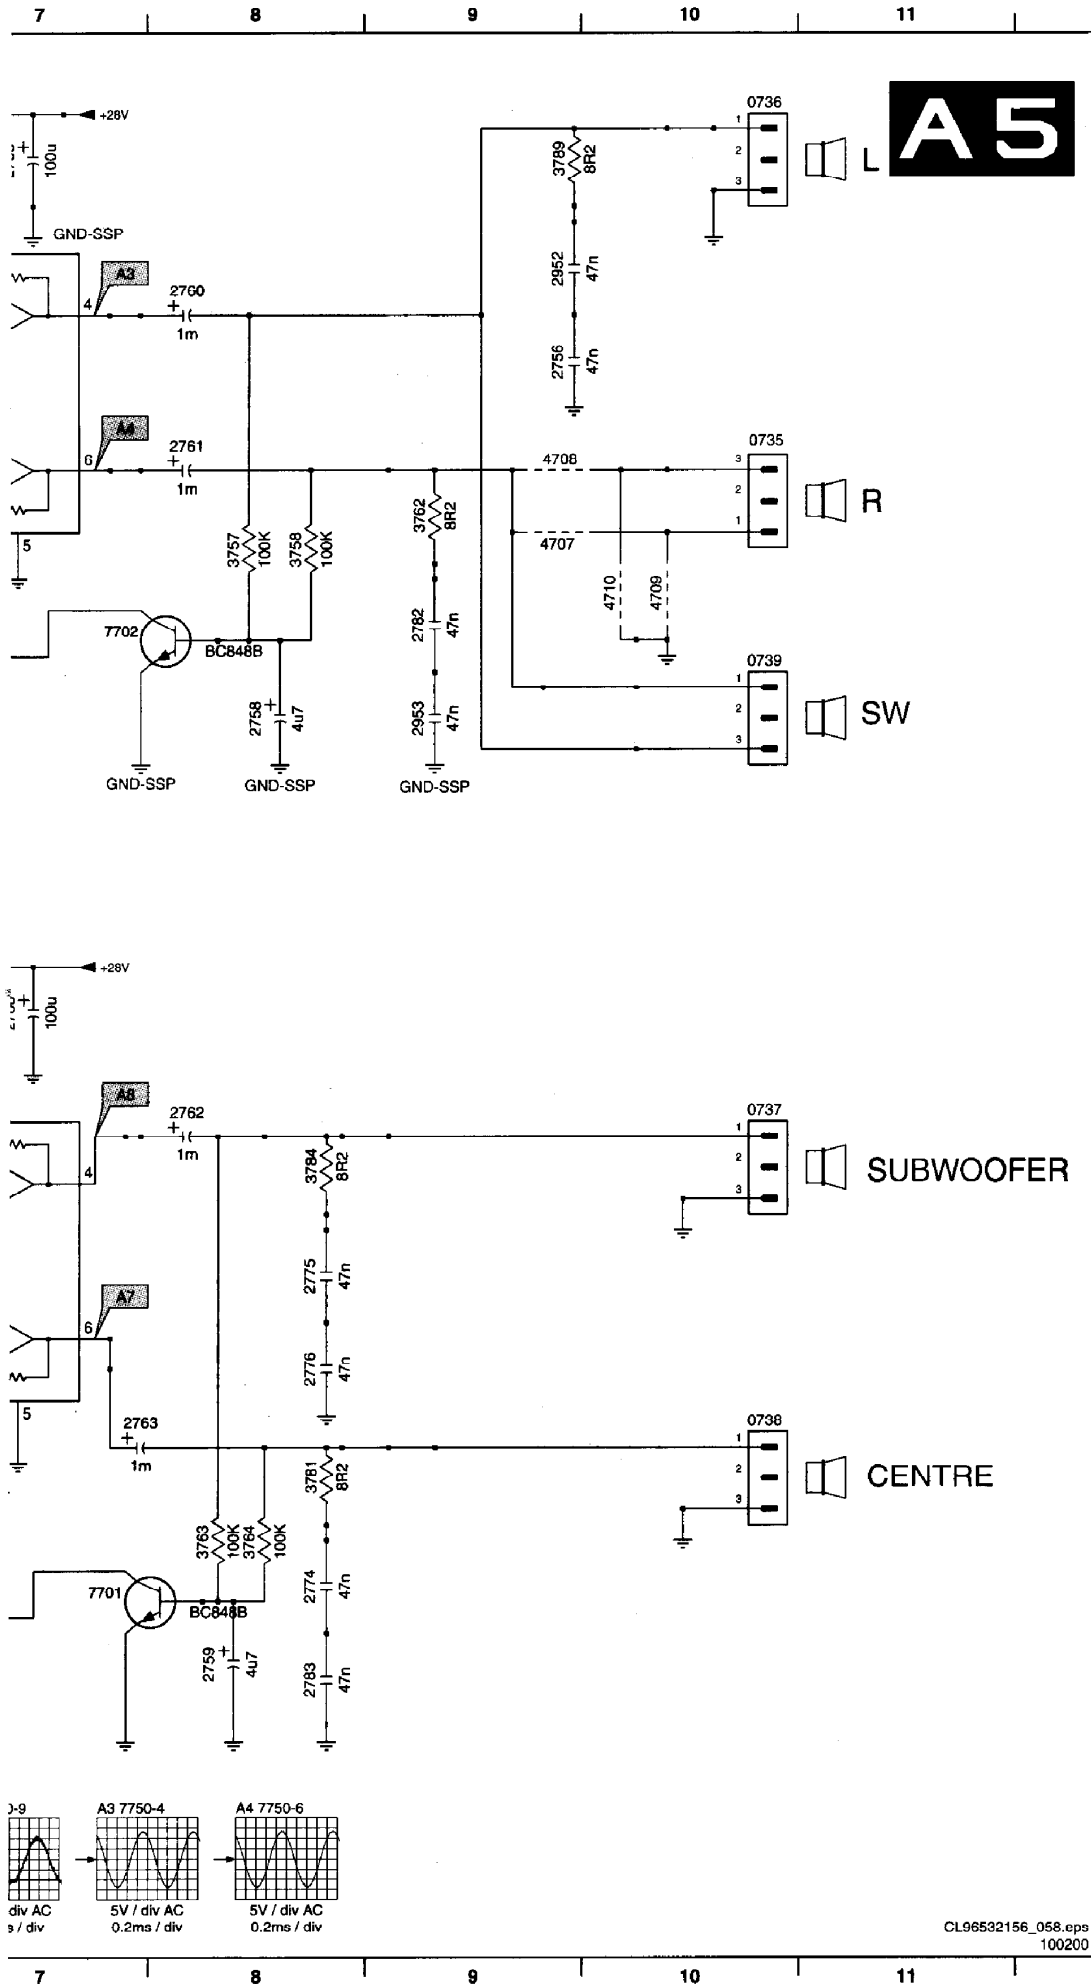 7 8 9 10 11
A5
+28V
100u
GND-SSP
0736
1
2
3
L
3789
8R2
2952
47n
2756
47n
A3
4
2760
+
1m
A4
6
2761
+
1m
5
4708
4707
4710
4709
0735
3
2
1
R
3762
8R2
3757
100K
3758
100K
2782
47n
2953
47n
7702
BC848B
2758
+
4u7
0739
1
2
3
SW
GND-SSP
GND-SSP
GND-SSP
+28V
+
100u
A8
4
2762
+
1m
0737
1
2
3
SUBWOOFER
3784
8R2
2775
47n
2776
47n
A7
6
5
2763
+
1m
0738
1
2
3
CENTRE
3781
8R2
3763
100K
3764
100K
2774
47n
2783
47n
7701
BC848B
2759
+
4u7
0-9
A3 7750-4
A4 7750-6
div AC
5V / div AC
5V / div AC
s / div
0.2ms / div
0.2ms / div
CL96532156_058.eps
100200
7 8 9 10 11